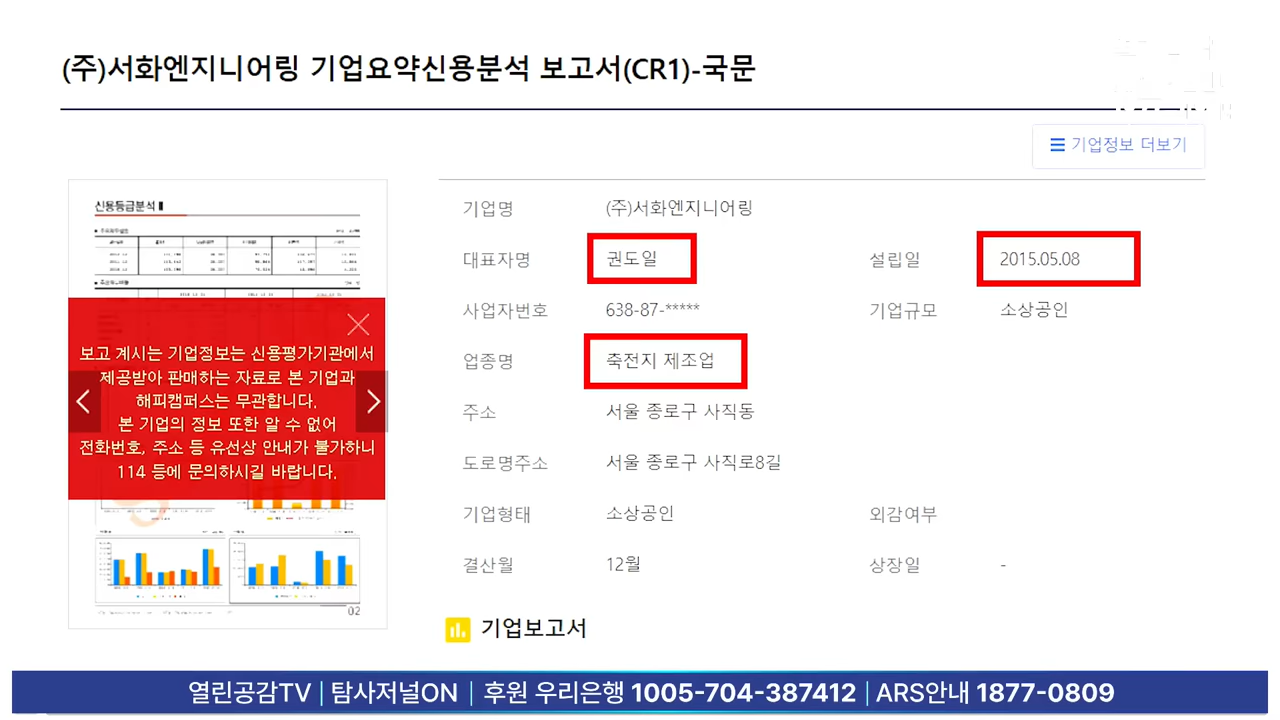 (주)서화엔지니어링 기업요약신용분석 보고서(CR1)-국문
기업정보 더보기
신용등급분석
기업명 (주)서화엔지니어링
대표자명 권도일 설립일 2015.05.08
사업자번호 638-87-***** 기업규모 소상공인
업종명 축전지 제조업
주소 서울 종로구 사직동
도로명주소 서울 종로구 사직로8길
기업형태 소상공인 외감여부
결산월 12월 상장일 -
보고 계시는 기업정보는 신용평가기관에서
제공받아 판매하는 자료로 본 기업과
해피캠퍼스는 무관합니다.
본 기업의 정보 또한 알 수 없어
전화번호, 주소 등 유선상 안내가 불가하니
114 등에 문의하시길 바랍니다.
02
기업보고서
열린공감TV | 탐사저널ON | 후원 우리은행 1005-704-387412 | ARS안내 1877-0809